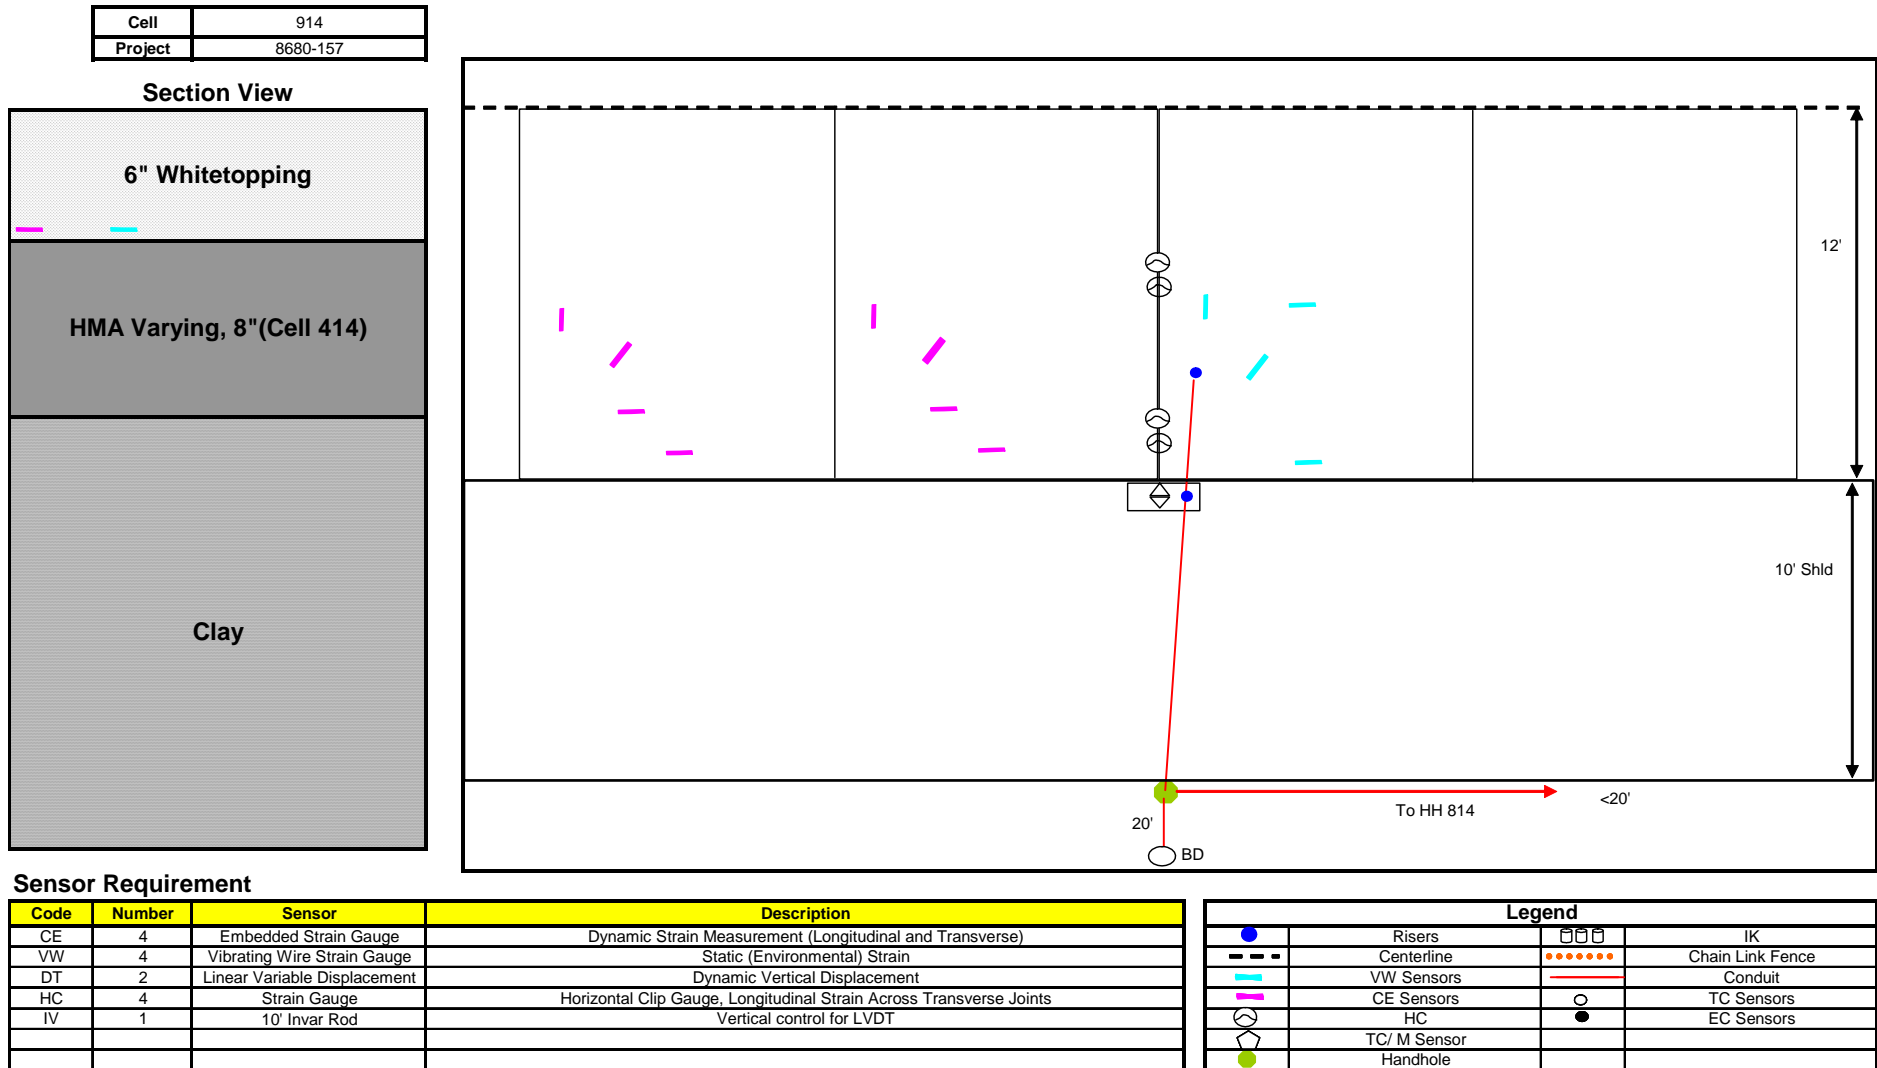 Cell 914
Project 8680-157
Section View
6" Whitetopping
HMA Varying, 8"(Cell 414)
Clay
12'
10' Shld
To HH 814
<20'
20'
BD
Sensor Requirement
Code Number Sensor Description
CE 4 Embedded Strain Gauge Dynamic Strain Measurement (Longitudinal and Transverse)
VW 4 Vibrating Wire Strain Gauge Static (Environmental) Strain
DT 2 Linear Variable Displacement Dynamic Vertical Displacement
HC 4 Strain Gauge Horizontal Clip Gauge, Longitudinal Strain Across Transverse Joints
IV 1 10' Invar Rod Vertical control for LVDT
Legend
Risers IK
Centerline Chain Link Fence
VW Sensors Conduit
CE Sensors TC Sensors
HC EC Sensors
TC/ M Sensor
Handhole